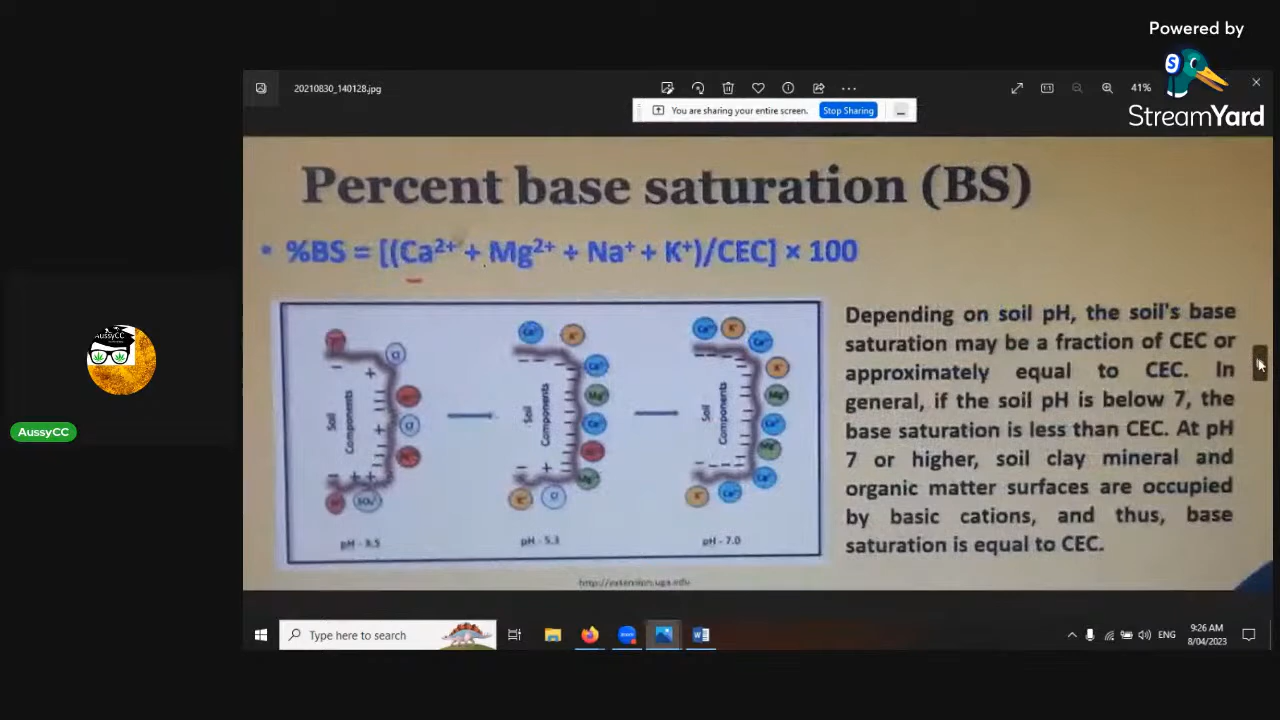 Powered by
S
StreamYard
20210830_140128.jpg
41%
You are sharing your entire screen.
Stop Sharing
Percent base saturation (BS)
• %BS = [(Ca²⁺ + Mg²⁺ + Na⁺ + K⁺)/CEC] × 100
Depending on soil pH, the soil's base
saturation may be a fraction of CEC or
approximately equal to CEC. In
general, if the soil pH is below 7, the
base saturation is less than CEC. At pH
7 or higher, soil clay mineral and
organic matter surfaces are occupied
by basic cations, and thus, base
saturation is equal to CEC.
Soil
Components
Soil
Components
Soil
Components
pH - 3.5
pH - 5.3
pH - 7.0
http://extension.uga.edu
AussyCC
AussyCC
Type here to search
zoom
ENG
9:26 AM
8/04/2023